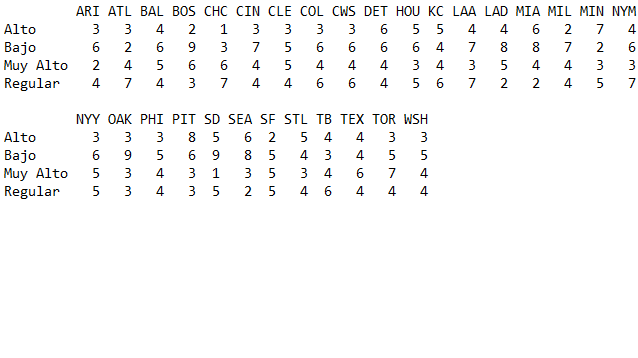 ARI ATL BAL BOS CHC CIN CLE COL CWS DET HOU KC LAA LAD MIA MIL MIN NYM
Alto 3 3 4 2 1 3 3 3 3 6 5 5 4 4 6 2 7 4
Bajo 6 2 6 9 3 7 5 6 6 6 6 4 7 8 8 7 2 6
Muy Alto 2 4 5 6 6 4 5 4 4 4 3 4 3 5 4 4 3 3
Regular 4 7 4 3 7 4 4 6 6 4 5 6 7 2 2 4 5 7
NYY OAK PHI PIT SD SEA SF STL TB TEX TOR WSH
Alto 3 3 3 8 5 6 2 5 4 4 3 3
Bajo 6 9 5 6 9 8 5 4 3 4 5 5
Muy Alto 5 3 4 3 1 3 5 3 4 6 7 4
Regular 5 3 4 3 5 2 5 4 6 4 4 4